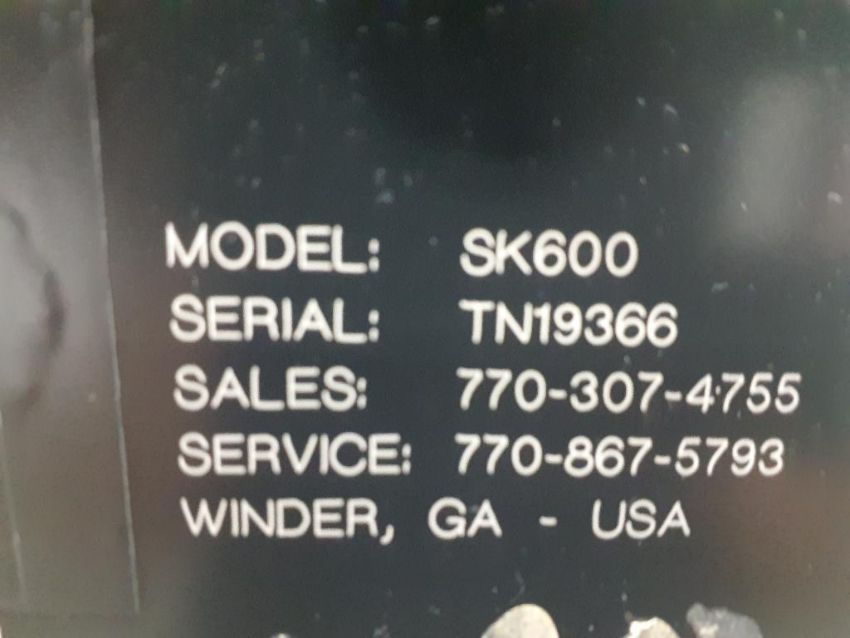 MODEL: SK600
SERIAL: TN19366
SALES: 770-307-4755
SERVICE: 770-867-5793
WINDER, GA - USA